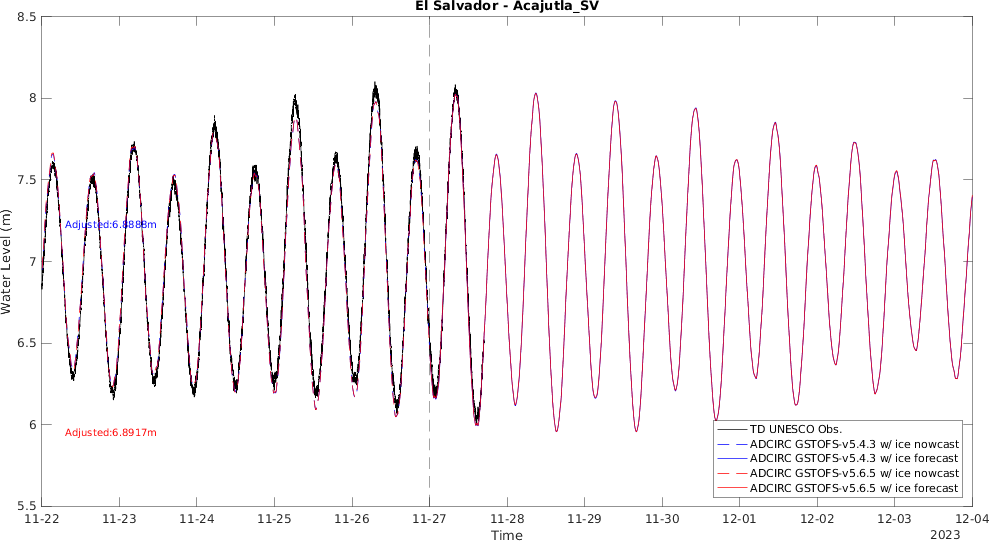 El Salvador - Acajutla_SV
8.5
8
7.5
7
6.5
6
5.5
Water Level (m)
Adjusted:6.8888m
Adjusted:6.8917m
TD UNESCO Obs.
ADCIRC GSTOFS-v5.4.3 w/ ice nowcast
ADCIRC GSTOFS-v5.4.3 w/ ice forecast
ADCIRC GSTOFS-v5.6.5 w/ ice nowcast
ADCIRC GSTOFS-v5.6.5 w/ ice forecast
11-22 11-23 11-24 11-25 11-26 11-27 11-28 11-29 11-30 12-01 12-02 12-03 12-04
Time
2023